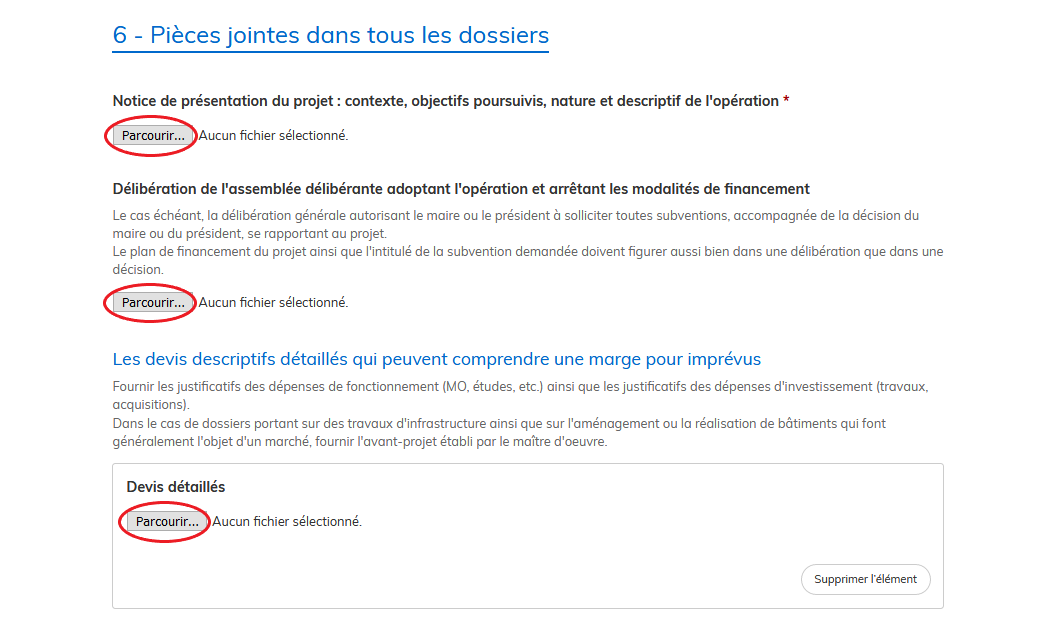 6 - Pièces jointes dans tous les dossiers
Notice de présentation du projet : contexte, objectifs poursuivis, nature et descriptif de l'opération *
Parcourir... Aucun fichier sélectionné.
Délibération de l'assemblée délibérante adoptant l'opération et arrêtant les modalités de financement
Le cas échéant, la délibération générale autorisant le maire ou le président à solliciter toutes subventions, accompagnée de la décision du
maire ou du président, se rapportant au projet.
Le plan de financement du projet ainsi que l'intitulé de la subvention demandée doivent figurer aussi bien dans une délibération que dans une
décision.
Parcourir... Aucun fichier sélectionné.
Les devis descriptifs détaillés qui peuvent comprendre une marge pour imprévus
Fournir les justificatifs des dépenses de fonctionnement (MO, études, etc.) ainsi que les justificatifs des dépenses d'investissement (travaux,
acquisitions).
Dans le cas de dossiers portant sur des travaux d'infrastructure ainsi que sur l'aménagement ou la réalisation de bâtiments qui font
généralement l'objet d'un marché, fournir l'avant-projet établi par le maître d'oeuvre.
Devis détaillés
Parcourir... Aucun fichier sélectionné.
Supprimer l'élément